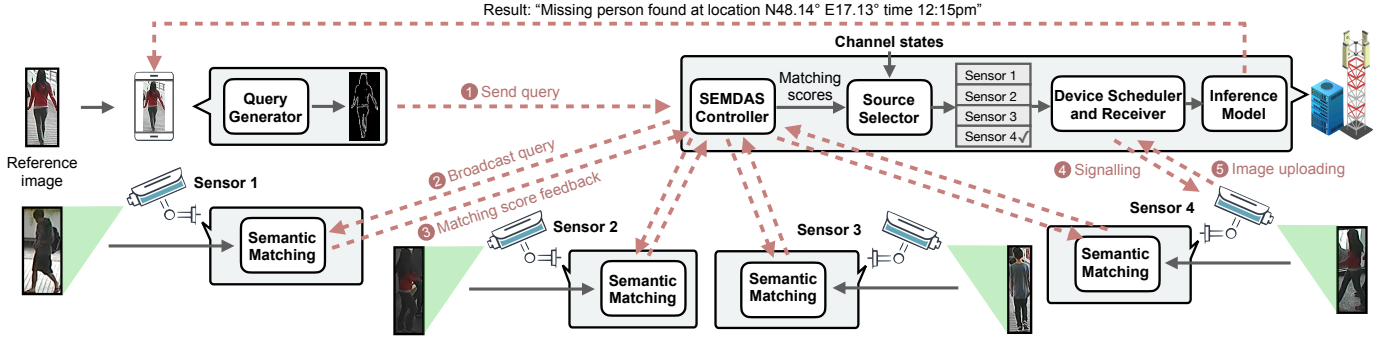 Result: “Missing person found at location N48.14° E17.13° time 12:15pm”
Channel states
Reference
image
Query
Generator
1 Send query
SEMDAS
Controller
Matching
scores
Source
Selector
Sensor 1
Sensor 2
Sensor 3
Sensor 4✓
Device Scheduler
and Receiver
Inference
Model
2 Broadcast query
3 Matching score feedback
4 Signalling
5 Image uploading
Sensor 1
Semantic
Matching
Sensor 2
Semantic
Matching
Sensor 3
Semantic
Matching
Sensor 4
Semantic
Matching